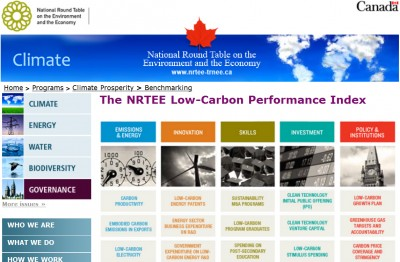 National Round Table on
the Environment
and the Economy
Canada
Climate
National Round Table on the
Environment and the Economy
www.nrtee-trnee.ca
Home > Programs > Climate Prosperity > Benchmarking
CLIMATE
ENERGY
WATER
BIODIVERSITY
GOVERNANCE
More issues »
WHO WE ARE
WHAT WE DO
HOW WE WORK
The NRTEE Low-Carbon Performance Index
EMISSIONS
& ENERGY
INNOVATION
SKILLS
INVESTMENT
POLICY &
INSTITUTIONS
CARBON
PRODUCTIVITY
LOW-CARBON
ENERGY PATENTS
SUSTAINABILITY
MBA PROGRAMS
CLEAN TECHNOLOGY
INITIAL PUBLIC OFFERING
(IPO)
LOW-CARBON
GROWTH PLAN
EMBODIED CARBON
EMISSIONS IN EXPORTS
ENERGY SECTOR
BUSINESS EXPENDITURE
ON R&D
LOW-CARBON
PROGRAM GRADUATES
CLEAN TECHNOLOGY
VENTURE CAPITAL
GREENHOUSE GAS
TARGETS AND
ACCOUNTABILITY
LOW-CARBON
ELECTRICITY
GOVERNMENT
EXPENDITURE ON LOW-
SPENDING ON
POST-SECONDARY
EDUCATION
LOW-CARBON
STIMULUS SPENDING
CARBON PRICE
COVERAGE AND
STRINGENCY